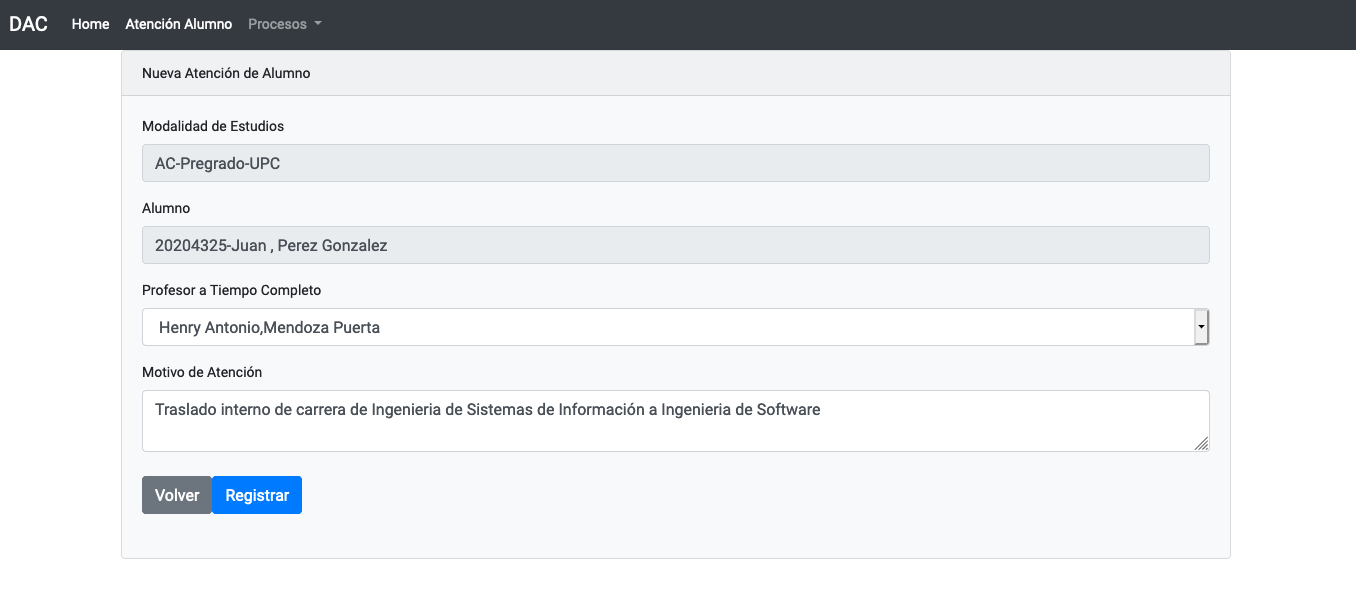 DAC Home Atención Alumno Procesos
Nueva Atención de Alumno
Modalidad de Estudios
AC-Pregrado-UPC
Alumno
20204325-Juan , Perez Gonzalez
Profesor a Tiempo Completo
Henry Antonio,Mendoza Puerta
Motivo de Atención
Traslado interno de carrera de Ingenieria de Sistemas de Información a Ingenieria de Software
Volver Registrar